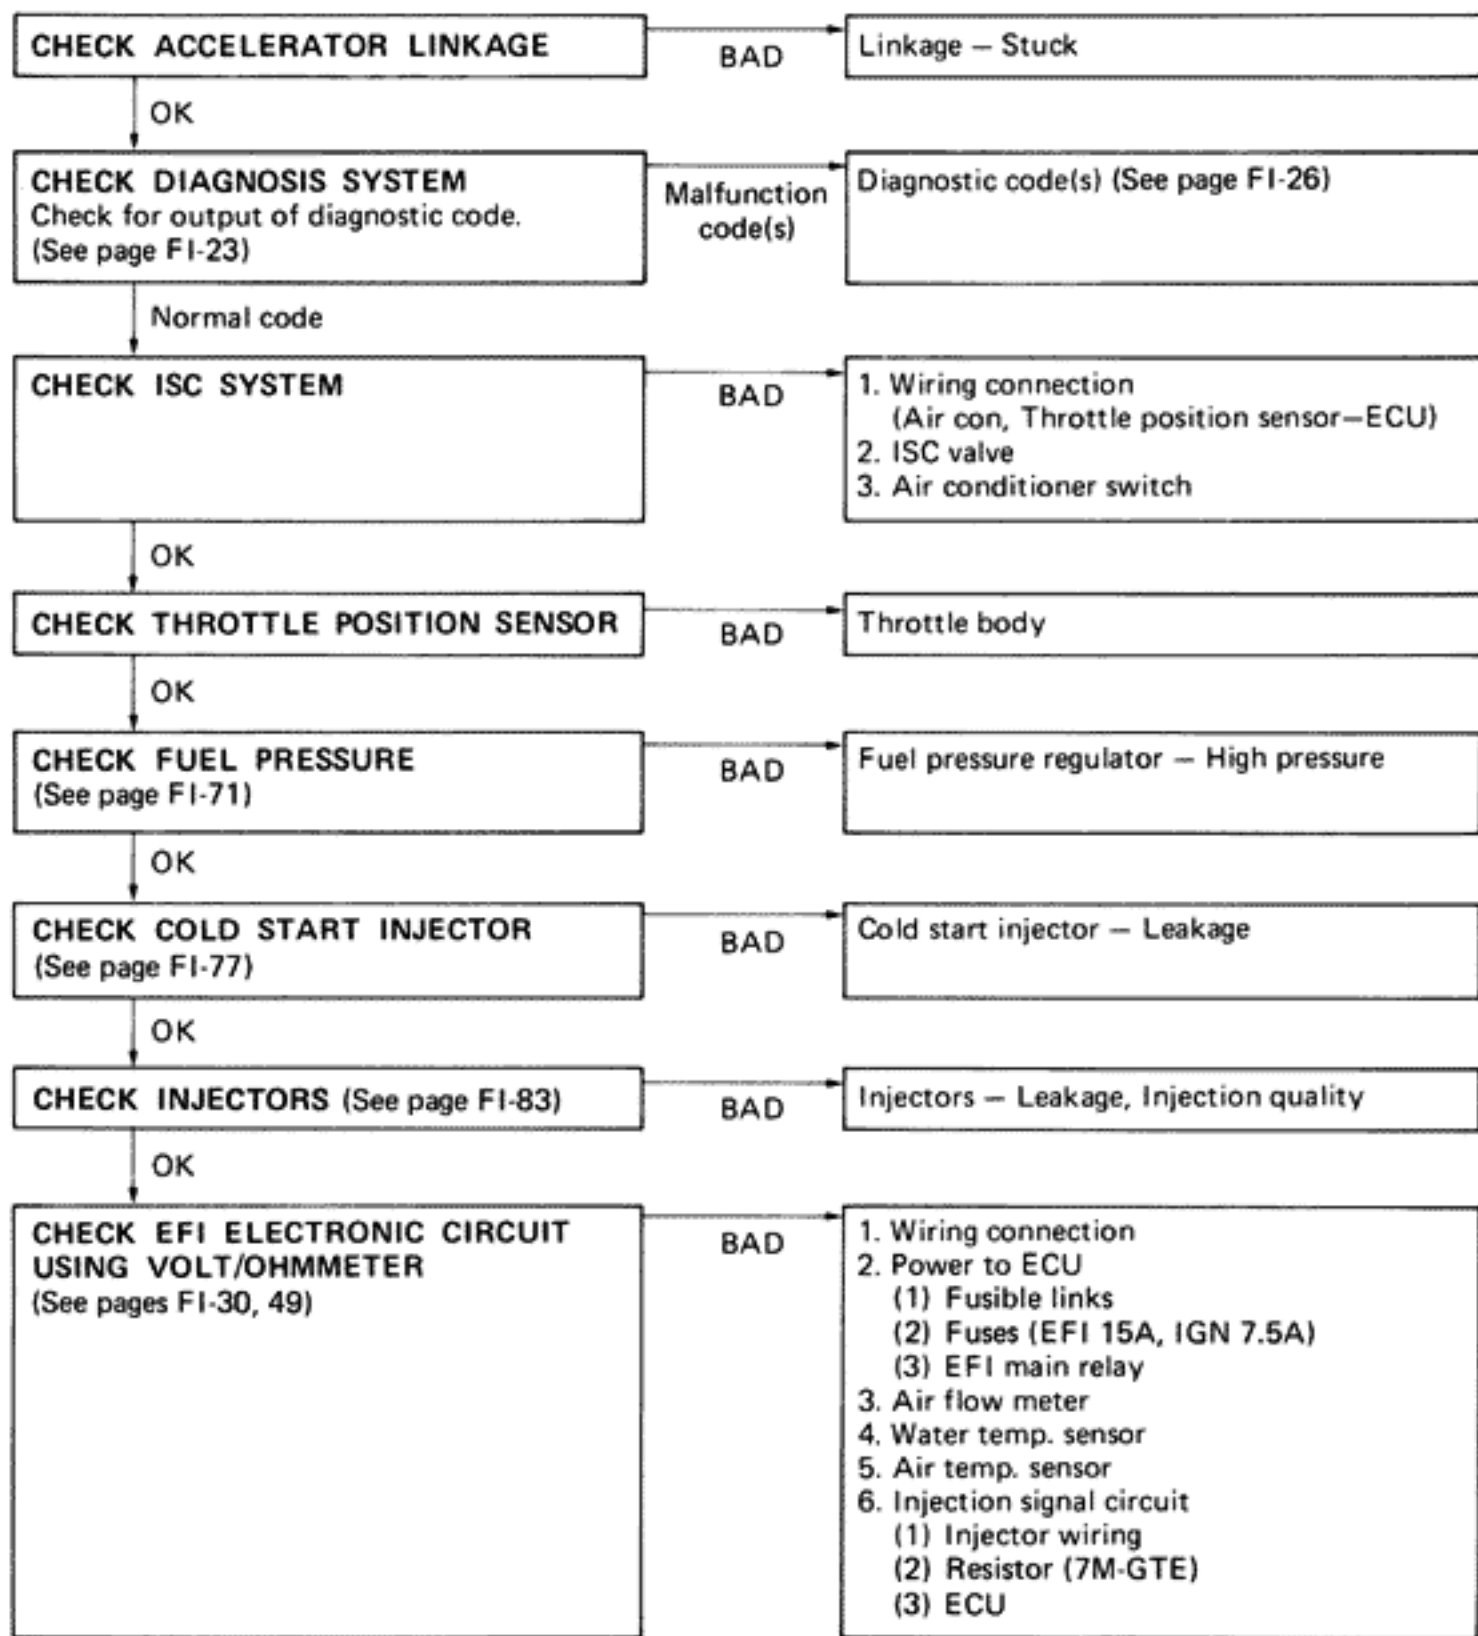 CHECK ACCELERATOR LINKAGE
BAD
Linkage – Stuck
OK
CHECK DIAGNOSIS SYSTEM
Check for output of diagnostic code.
(See page FI-23)
Malfunction
code(s)
Diagnostic code(s) (See page FI-26)
Normal code
CHECK ISC SYSTEM
BAD
1. Wiring connection
(Air con, Throttle position sensor–ECU)
2. ISC valve
3. Air conditioner switch
OK
CHECK THROTTLE POSITION SENSOR
BAD
Throttle body
OK
CHECK FUEL PRESSURE
(See page FI-71)
BAD
Fuel pressure regulator – High pressure
OK
CHECK COLD START INJECTOR
(See page FI-77)
BAD
Cold start injector – Leakage
OK
CHECK INJECTORS (See page FI-83)
BAD
Injectors – Leakage, Injection quality
OK
CHECK EFI ELECTRONIC CIRCUIT
USING VOLT/OHMMETER
(See pages FI-30, 49)
BAD
1. Wiring connection
2. Power to ECU
(1) Fusible links
(2) Fuses (EFI 15A, IGN 7.5A)
(3) EFI main relay
3. Air flow meter
4. Water temp. sensor
5. Air temp. sensor
6. Injection signal circuit
(1) Injector wiring
(2) Resistor (7M-GTE)
(3) ECU